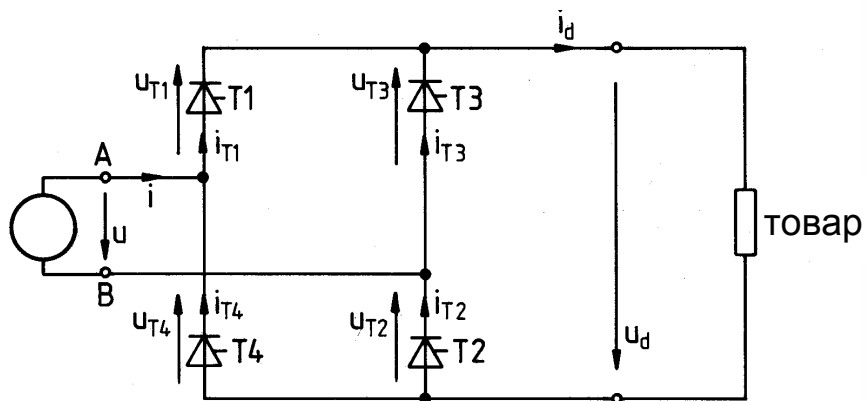 i_d
u_T1 T1 u_T3 T3
A i_T1 i_T3
i
u товар
B
u_T4 i_T4 u_T2 i_T2
T4 T2 u_d